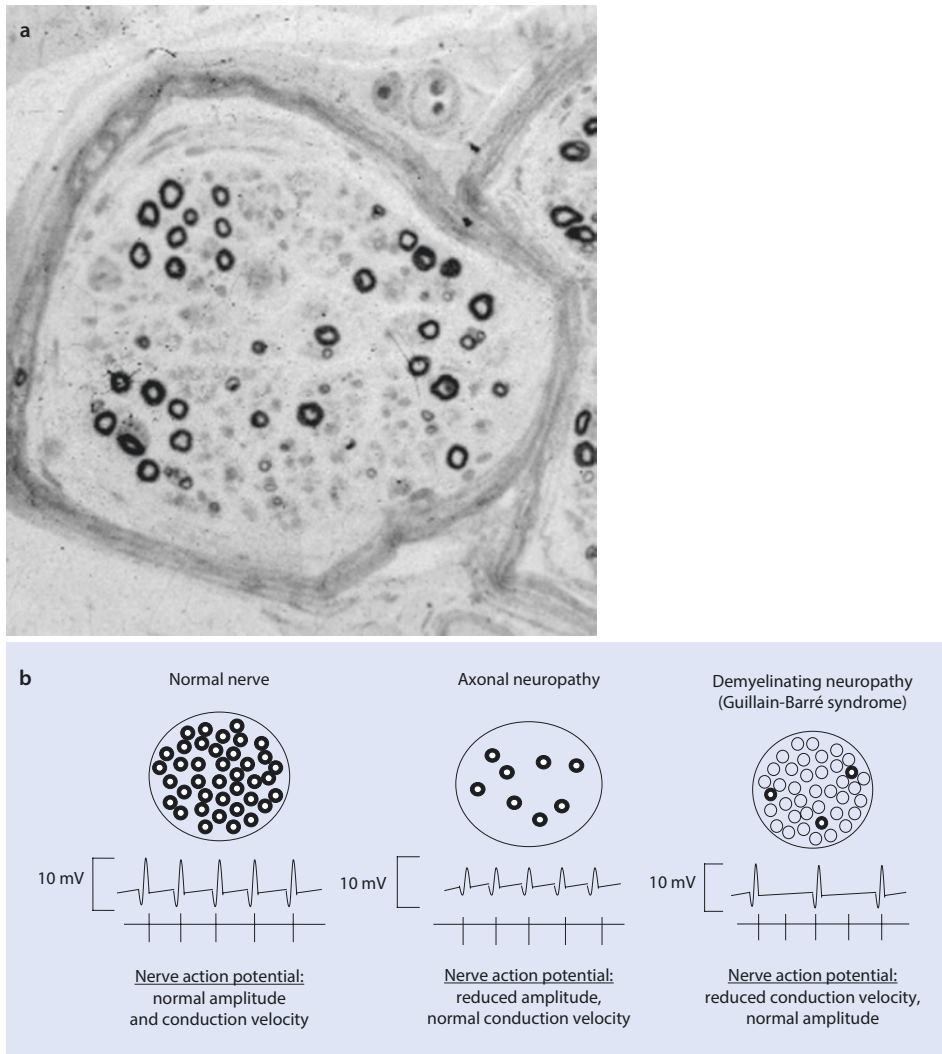 a
b
Normal nerve
Axonal neuropathy
Demyelinating neuropathy
(Guillain-Barré syndrome)
10 mV
10 mV
10 mV
Nerve action potential:
normal amplitude
and conduction velocity
Nerve action potential:
reduced amplitude,
normal conduction velocity
Nerve action potential:
reduced conduction velocity,
normal amplitude